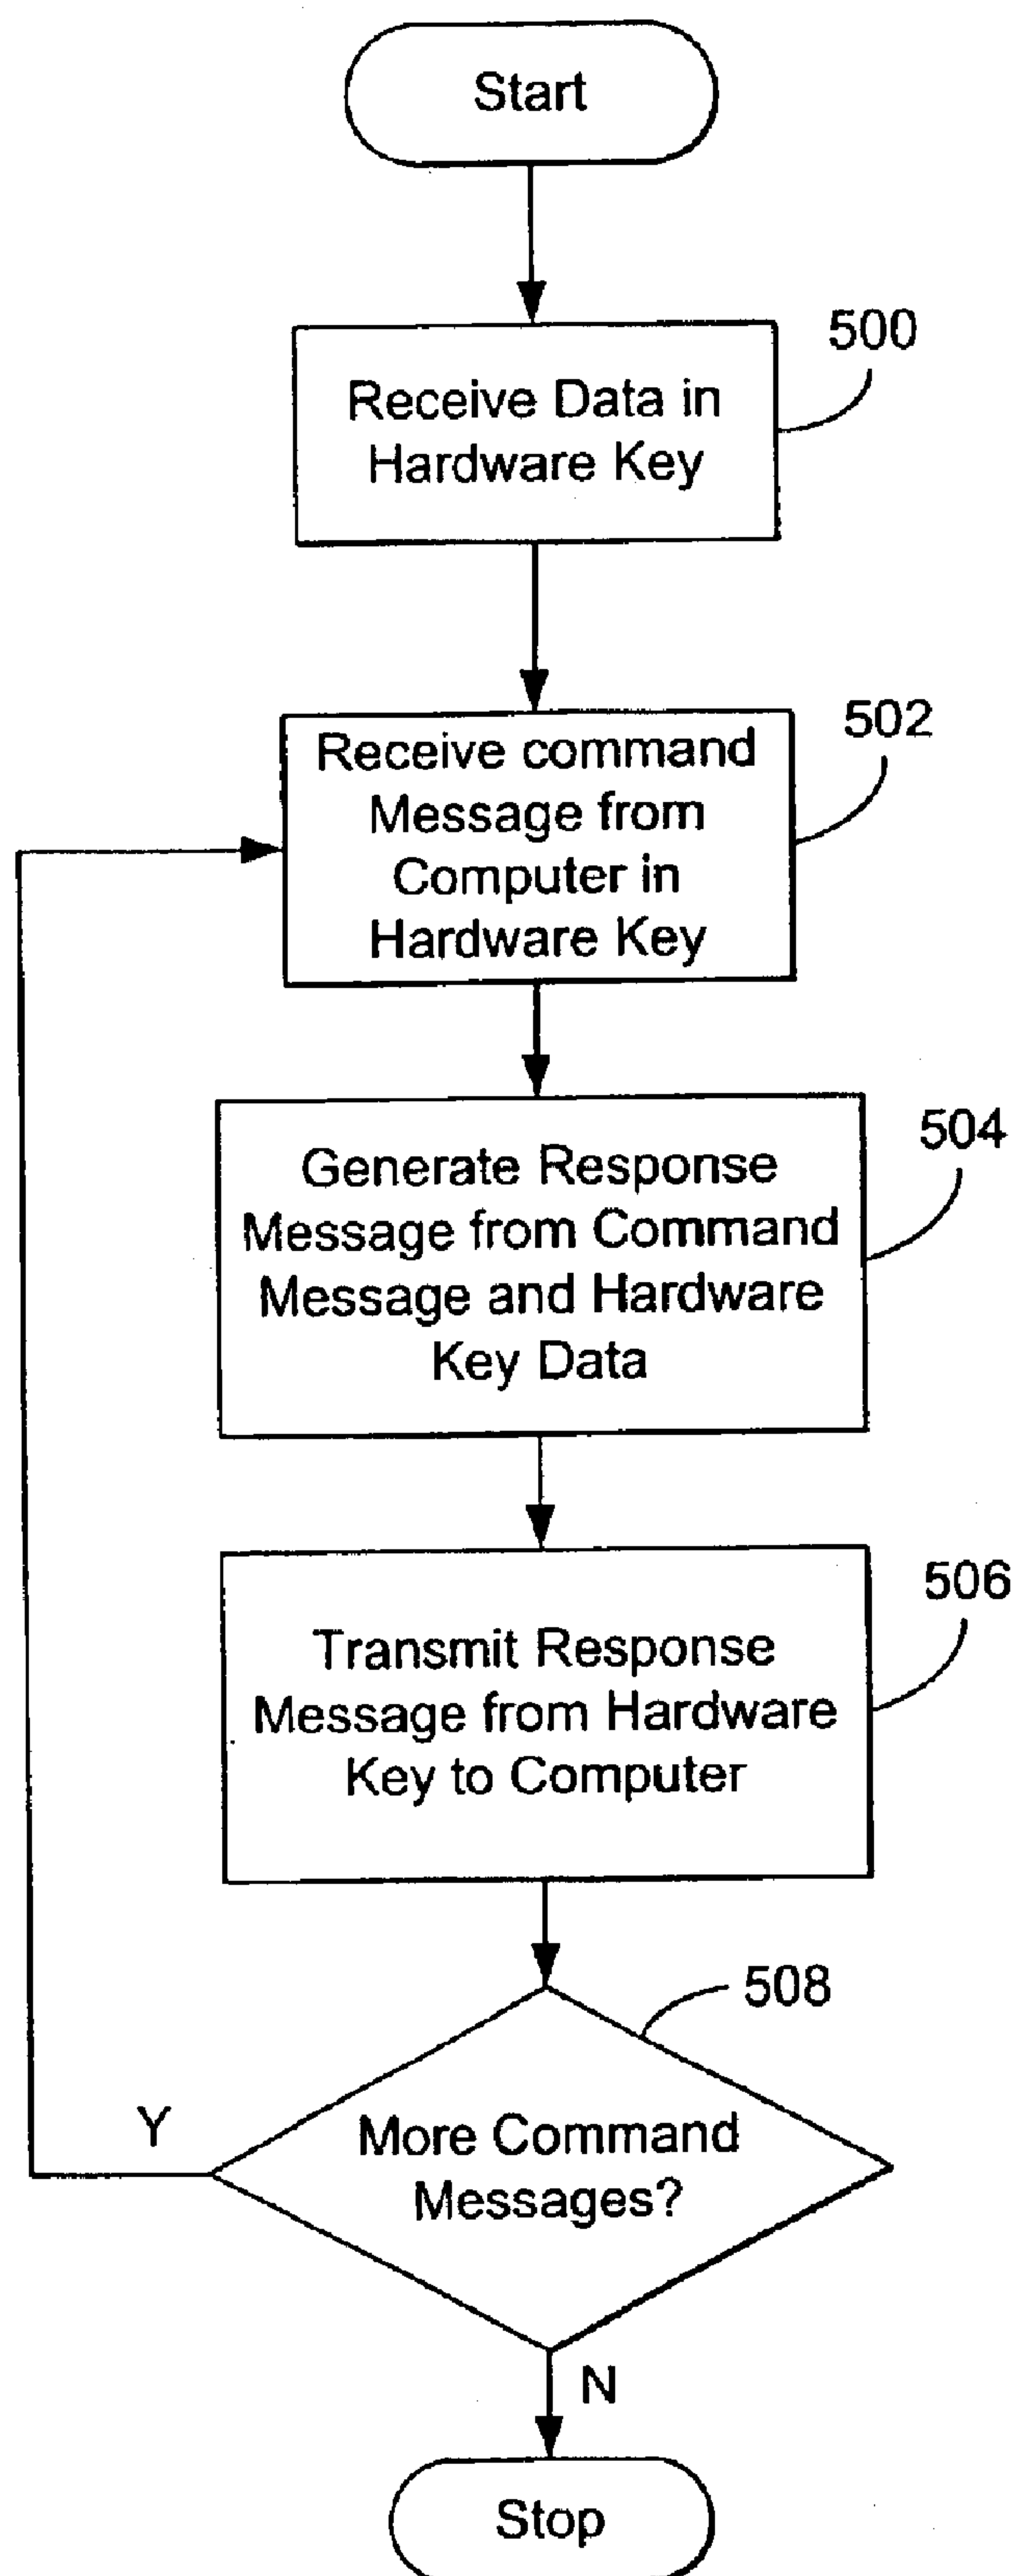 Start
500
Receive Data in
Hardware Key
502
Receive command
Message from
Computer in
Hardware Key
504
Generate Response
Message from Command
Message and Hardware
Key Data
506
Transmit Response
Message from Hardware
Key to Computer
508
More Command
Messages?
Y
N
Stop